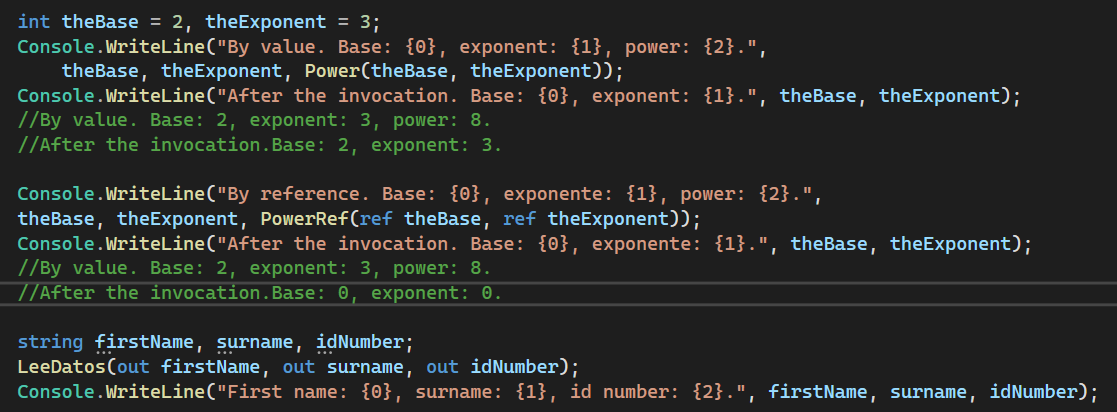 int theBase = 2, theExponent = 3;
Console.WriteLine("By value. Base: {0}, exponent: {1}, power: {2}.",
    theBase, theExponent, Power(theBase, theExponent));
Console.WriteLine("After the invocation. Base: {0}, exponent: {1}.", theBase, theExponent);
//By value. Base: 2, exponent: 3, power: 8.
//After the invocation.Base: 2, exponent: 3.

Console.WriteLine("By reference. Base: {0}, exponente: {1}, power: {2}.",
theBase, theExponent, PowerRef(ref theBase, ref theExponent));
Console.WriteLine("After the invocation. Base: {0}, exponente: {1}.", theBase, theExponent);
//By value. Base: 2, exponent: 3, power: 8.
//After the invocation.Base: 0, exponent: 0.

string firstName, surname, idNumber;
LeeDatos(out firstName, out surname, out idNumber);
Console.WriteLine("First name: {0}, surname: {1}, id number: {2}.", firstName, surname, idNumber);